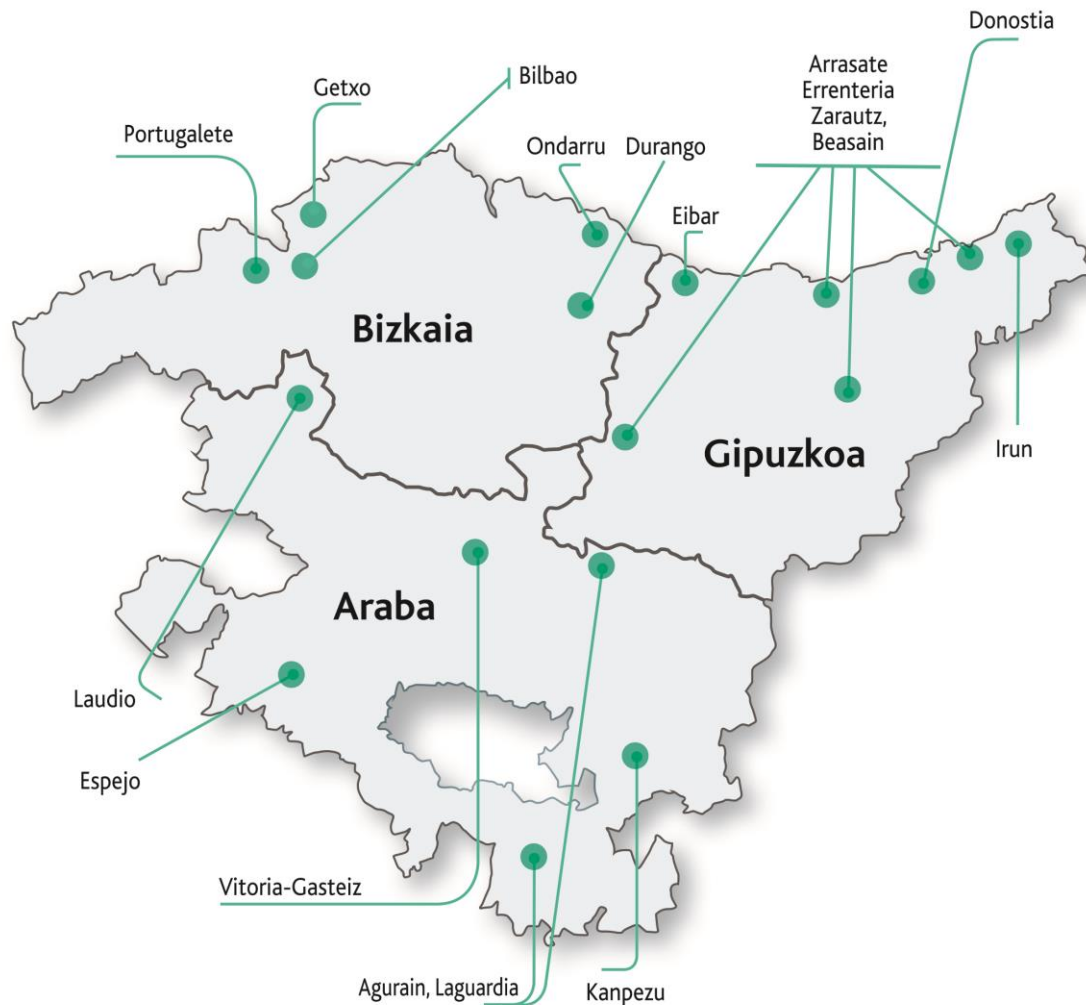 Donostia
Arrasate
Errenteria
Zarautz,
Beasain
Bilbao
Getxo
Portugalete
Ondarru
Durango
Eibar
Bizkaia
Gipuzkoa
Irun
Araba
Laudio
Espejo
Vitoria-Gasteiz
Agurain, Laguardia
Kanpezu